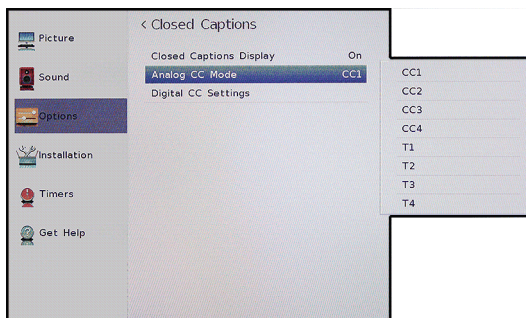 Picture
Sound
Options
Installation
Timers
Get Help
< Closed Captions
Closed Captions Display On
Analog CC Mode CC1
Digital CC Settings
CC1
CC2
CC3
CC4
T1
T2
T3
T4